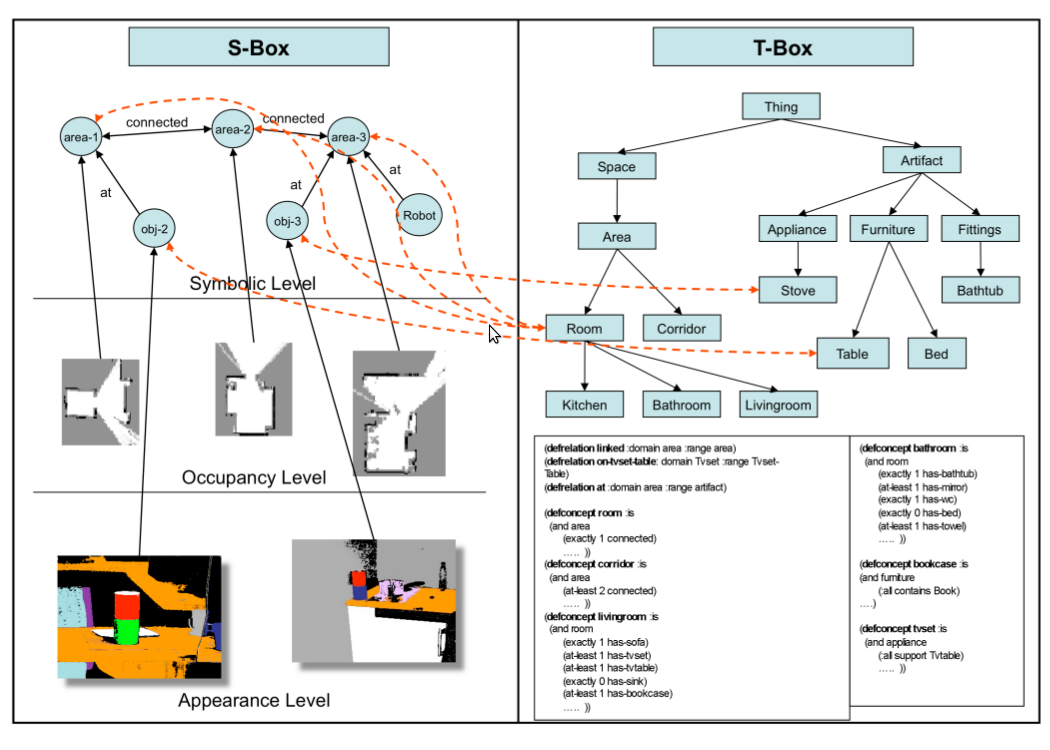 S-Box
T-Box
area-1
connected
area-2
connected
area-3
at
at
at
obj-2
obj-3
Robot
Symbolic Level
Occupancy Level
Appearance Level
Thing
Space
Artifact
Area
Appliance
Furniture
Fittings
Stove
Bathtub
Room
Corridor
Table
Bed
Kitchen
Bathroom
Livingroom
(defrelation linked :domain area :range area)
(defrelation on-tvset-table: domain Tvset :range Tvset-
Table)
(defrelation at :domain area :range artifact)
(defconcept room :is
(and area
(exactly 1 connected)
..... ))
(defconcept corridor :is
(and area
(at-least 2 connected)
..... ))
(defconcept livingroom :is
(and room
(exactly 1 has-sofa)
(at-least 1 has-tvset)
(at-least 1 has-tvtable)
(exactly 0 has-sink)
(at-least 1 has-bookcase)
..... ))
(defconcept bathroom :is
(and room
(exactly 1 has-bathtub)
(at-least 1 has-mirror)
(exactly 1 has-wc)
(exactly 0 has-bed)
(at-least 1 has-towel)
..... ))
(defconcept bookcase :is
(and furniture
(:all contains Book)
....)
(defconcept tvset :is
(and appliance
(:all support Tvtable)
..... ))